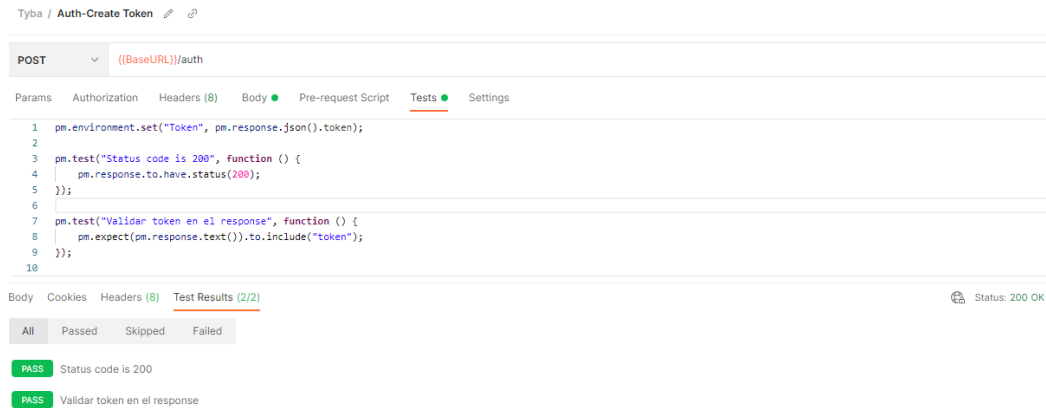 Tyba / Auth-Create Token
POST {{BaseURL}}/auth
Params Authorization Headers (8) Body Pre-request Script Tests Settings
1 pm.environment.set("Token", pm.response.json().token);
2
3 pm.test("Status code is 200", function () {
4 pm.response.to.have.status(200);
5 });
6
7 pm.test("Validar token en el response", function () {
8 pm.expect(pm.response.text()).to.include("token");
9 });
10
Body Cookies Headers (8) Test Results (2/2) Status: 200 OK
All Passed Skipped Failed
PASS Status code is 200
PASS Validar token en el response